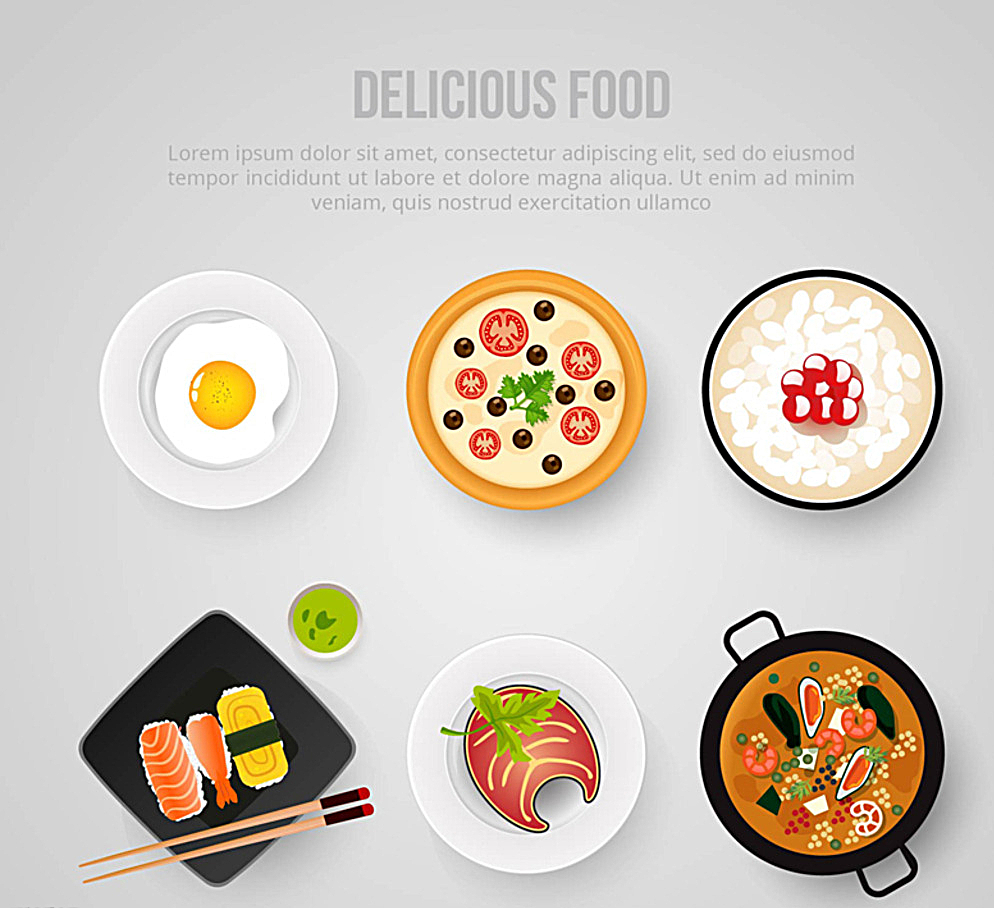 DELICIOUS FOOD
Lorem ipsum dolor sit amet, consectetur adipiscing elit, sed do eiusmod
tempor incididunt ut labore et dolore magna aliqua. Ut enim ad minim
veniam, quis nostrud exercitation ullamco